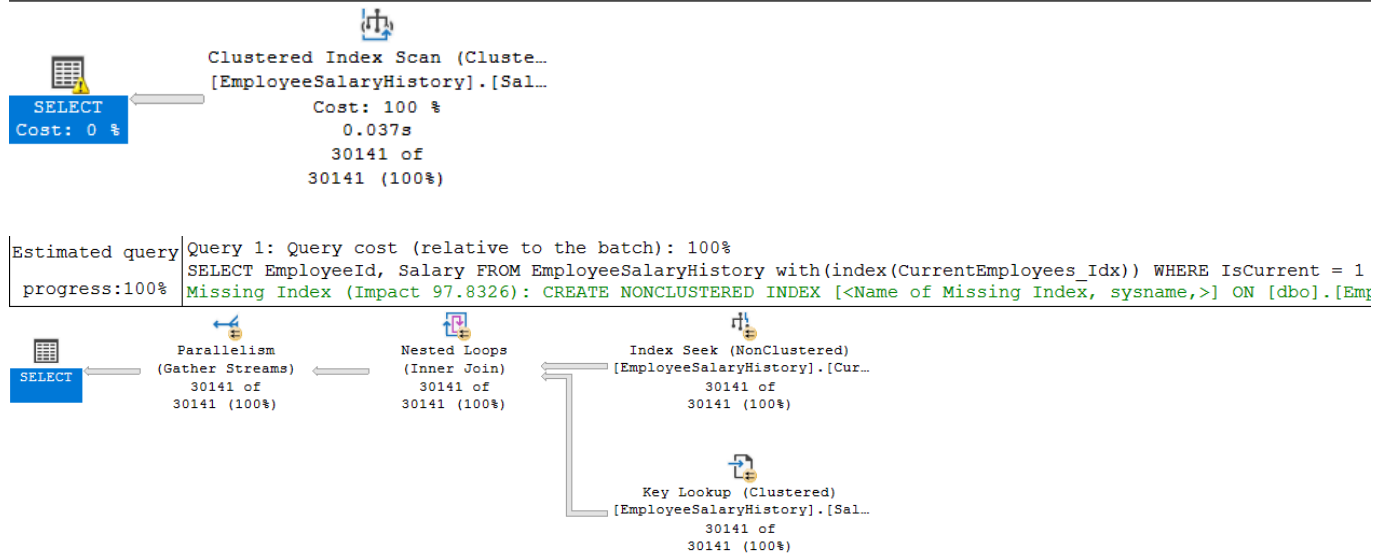 Clustered Index Scan (Cluste…
[EmployeeSalaryHistory].[Sal…
Cost: 100 %
0.037s
30141 of
30141 (100%)
SELECT
Cost: 0 %
Estimated query progress:100%
Query 1: Query cost (relative to the batch): 100%
SELECT EmployeeId, Salary FROM EmployeeSalaryHistory with(index(CurrentEmployees_Idx)) WHERE IsCurrent = 1
Missing Index (Impact 97.8326): CREATE NONCLUSTERED INDEX [<Name of Missing Index, sysname,>] ON [dbo].[Emp
SELECT
Parallelism
(Gather Streams)
30141 of
30141 (100%)
Nested Loops
(Inner Join)
30141 of
30141 (100%)
Index Seek (NonClustered)
[EmployeeSalaryHistory].[Cur…
30141 of
30141 (100%)
Key Lookup (Clustered)
[EmployeeSalaryHistory].[Sal…
30141 of
30141 (100%)